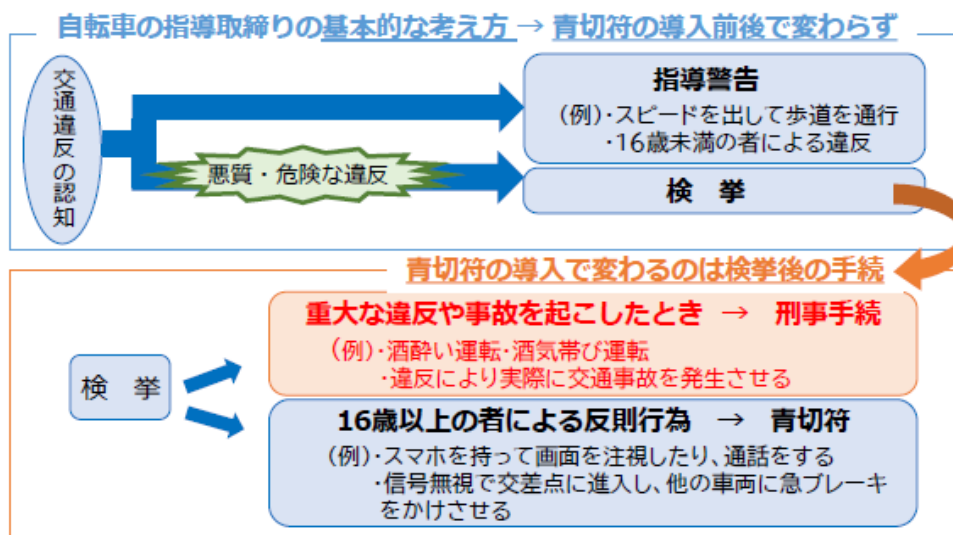 自転車の指導取締りの基本的な考え方 → 青切符の導入前後で変わらず
交通違反の認知
指導警告
(例)・スピードを出して歩道を通行
・16歳未満の者による違反
悪質・危険な違反
検 挙
青切符の導入で変わるのは検挙後の手続
検 挙
重大な違反や事故を起こしたとき → 刑事手続
(例)・酒酔い運転・酒気帯び運転
・違反により実際に交通事故を発生させる
16歳以上の者による反則行為 → 青切符
(例)・スマホを持って画面を注視したり、通話をする
・信号無視で交差点に進入し、他の車両に急ブレーキ
をかけさせる